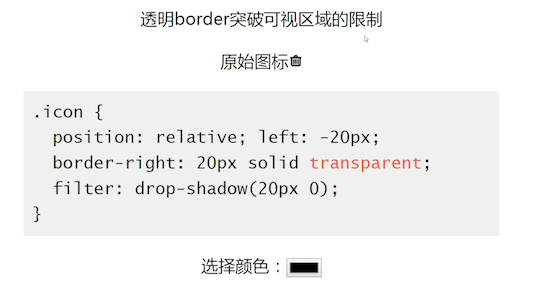 透明border突破可视区域的限制
原始图标
.icon {
  position: relative; left: -20px;
  border-right: 20px solid transparent;
  filter: drop-shadow(20px 0);
}
选择颜色：